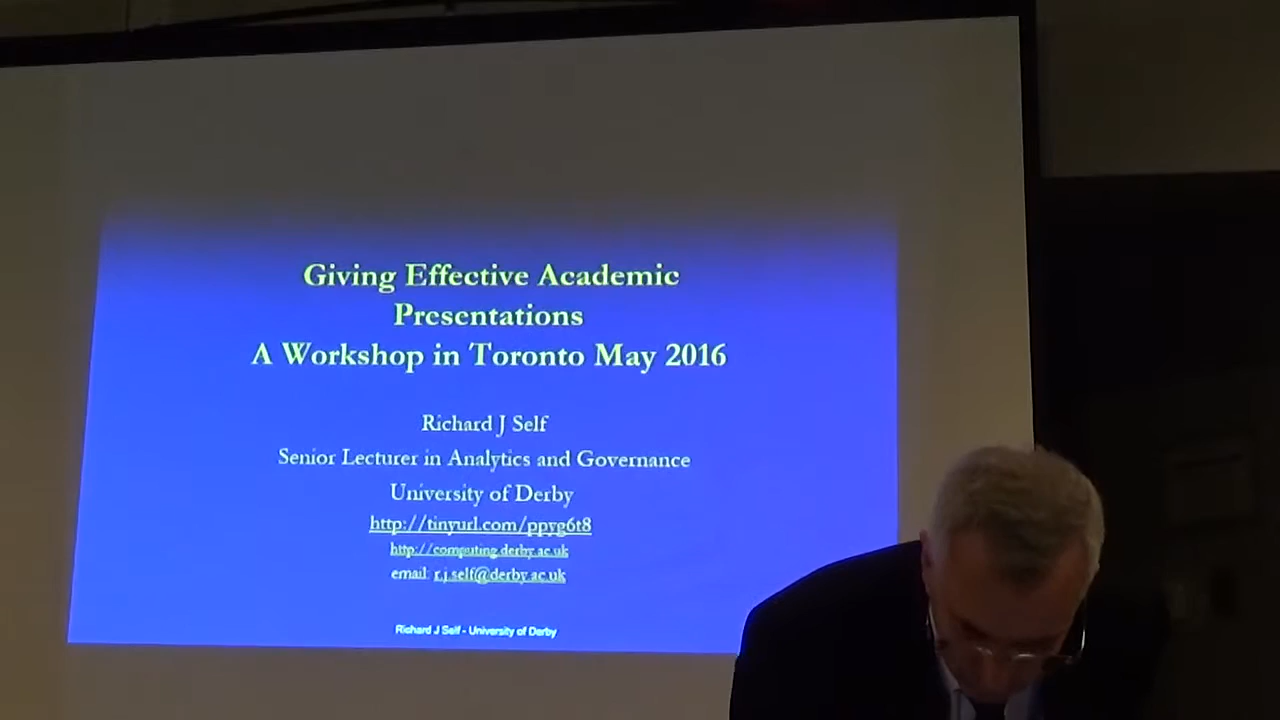 Giving Effective Academic
Presentations
A Workshop in Toronto May 2016
Richard J Self
Senior Lecturer in Analytics and Governance
University of Derby
http://tinyurl.com/ppyg6t8
http://computing.derby.ac.uk
email: r.j.self@derby.ac.uk
Richard J Self - University of Derby